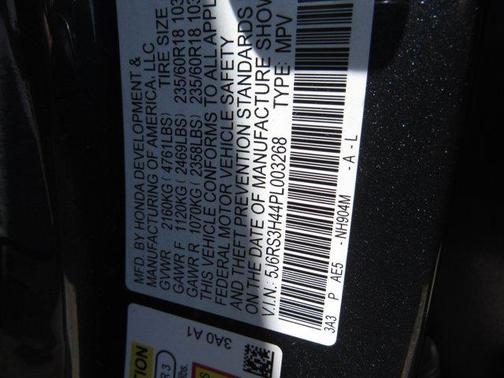 MFD. BY HONDA DEVELOPMENT &
MANUFACTURING OF AMERICA, LLC
TIRE SIZE
GVWR 2160KG( 4761LBS)
GAWR F 1120KG( 2469LBS) 235/60R18 103
GAWR R 1070KG( 2358LBS) 235/60R18 103
THIS VEHICLE CONFORMS TO ALL APPL
FEDERAL MOTOR VEHICLE SAFETY
AND THEFT PREVENTION STANDARDS
ON THE DATE OF MANUFACTURE SHOW
V.I.N.: 5J6RS3H44PL003268 TYPE: MPV
3A3 P AE5 -NH904M -A-L
3A0 A1